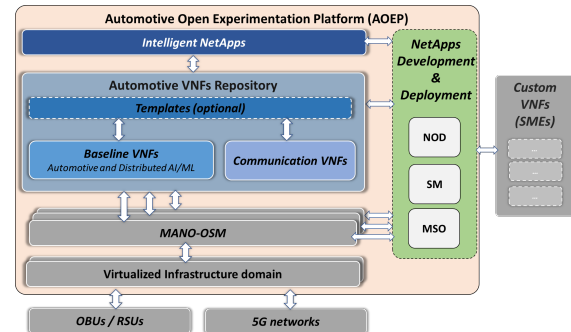 Automotive Open Experimentation Platform (AOEP)
Intelligent NetApps
Automotive VNFs Repository
Templates (optional)
Baseline VNFs
Automotive and Distributed AI/ML
Communication VNFs
MANO-OSM
Virtualized Infrastructure domain
OBUs / RSUs
5G networks
NetApps
Development
&
Deployment
NOD
SM
MSO
Custom
VNFs
(SMEs)
...
...
...